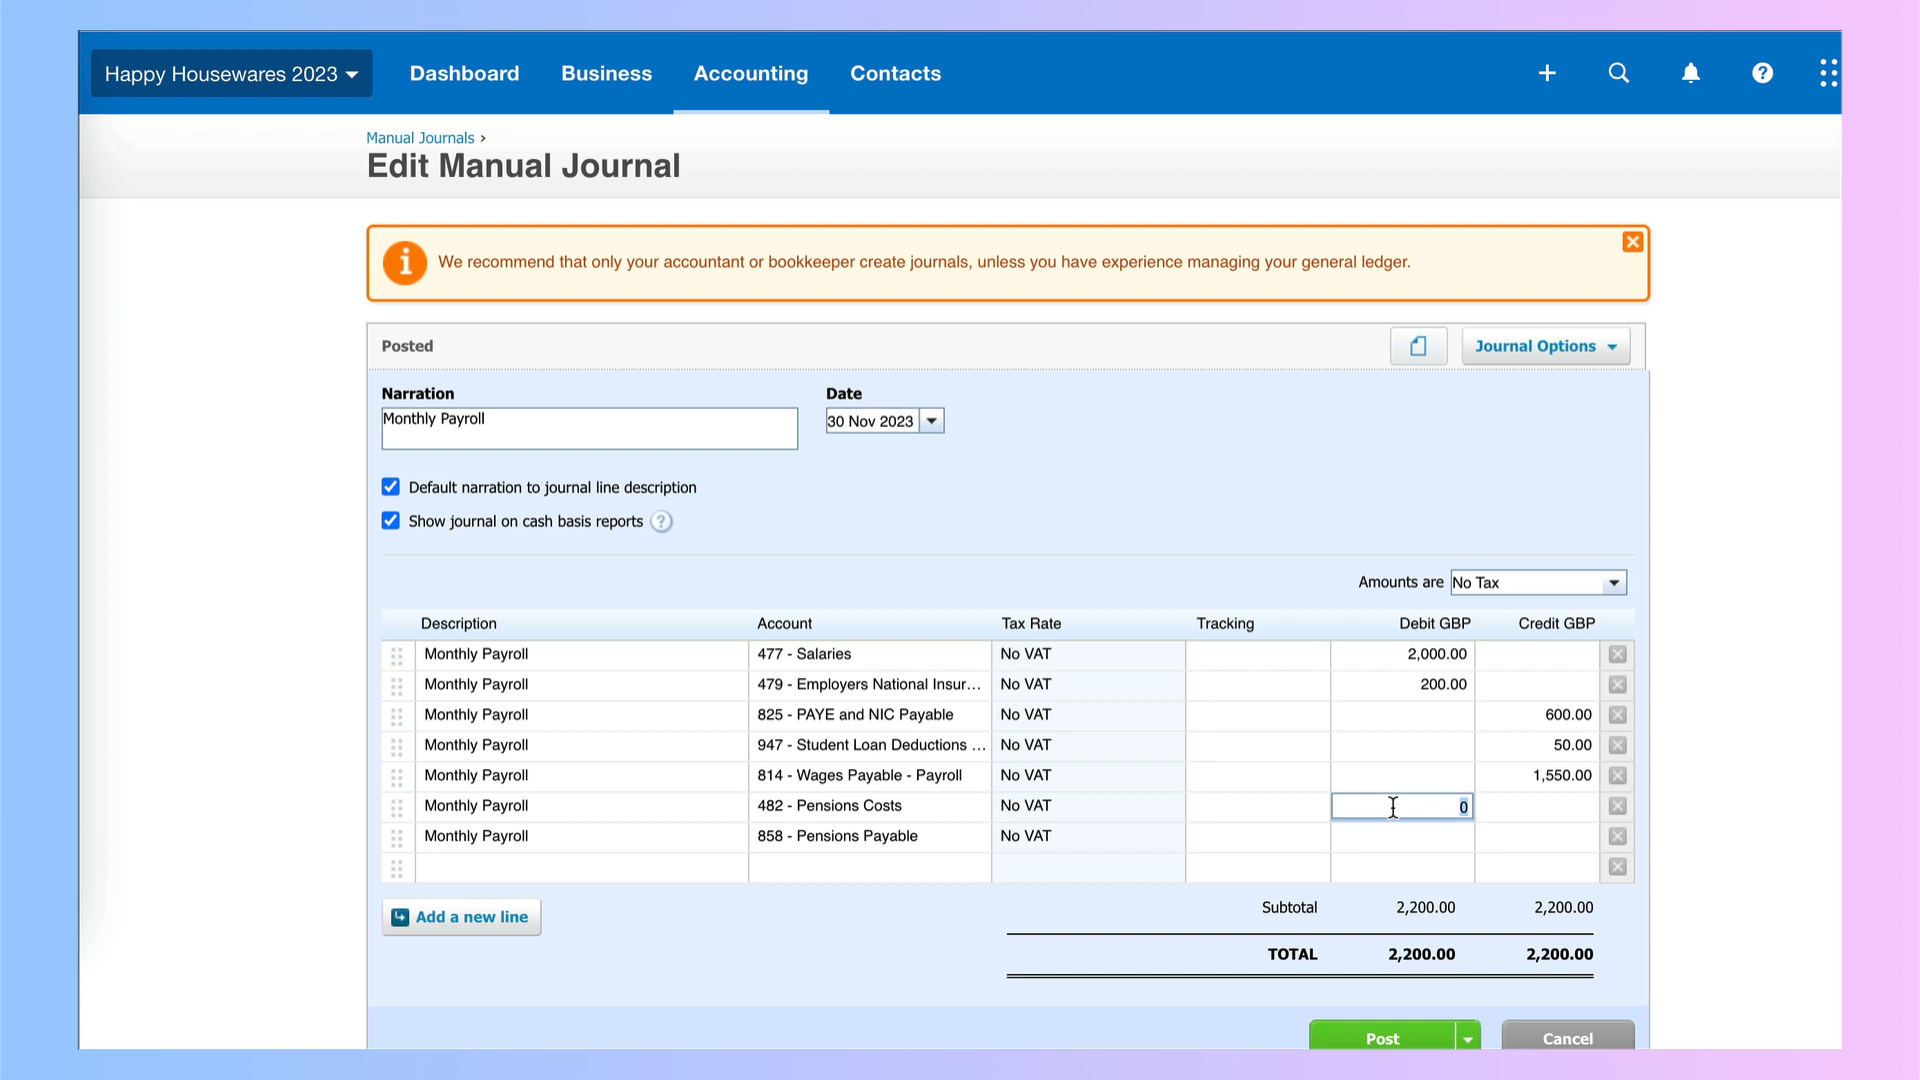 Happy Housewares 2023 Dashboard Business Accounting Contacts
Manual Journals ›
Edit Manual Journal
We recommend that only your accountant or bookkeeper create journals, unless you have experience managing your general ledger.
Posted Journal Options
Narration Date
Monthly Payroll 30 Nov 2023
Default narration to journal line description
Show journal on cash basis reports ?
Amounts are No Tax
Description Account Tax Rate Tracking Debit GBP Credit GBP
Monthly Payroll 477 - Salaries No VAT 2,000.00
Monthly Payroll 479 - Employers National Insur... No VAT 200.00
Monthly Payroll 825 - PAYE and NIC Payable No VAT 600.00
Monthly Payroll 947 - Student Loan Deductions ... No VAT 50.00
Monthly Payroll 814 - Wages Payable - Payroll No VAT 1,550.00
Monthly Payroll 482 - Pensions Costs No VAT 0
Monthly Payroll 858 - Pensions Payable No VAT
Add a new line
Subtotal 2,200.00 2,200.00
TOTAL 2,200.00 2,200.00
Post Cancel